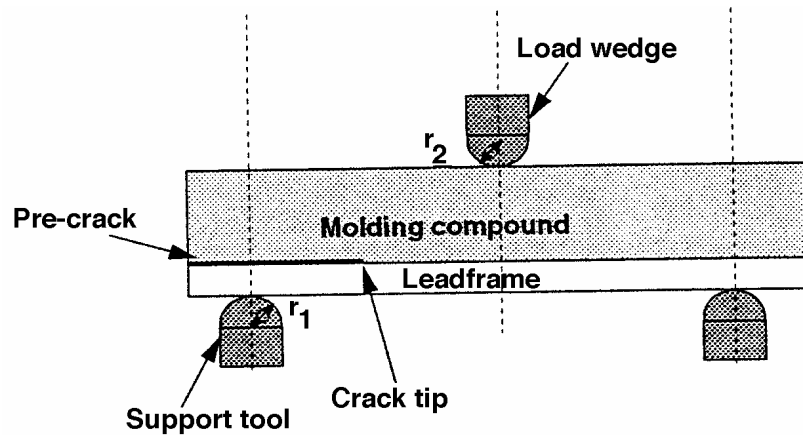 Load wedge
r2
Pre-crack
Molding compound
Leadframe
r1
Crack tip
Support tool